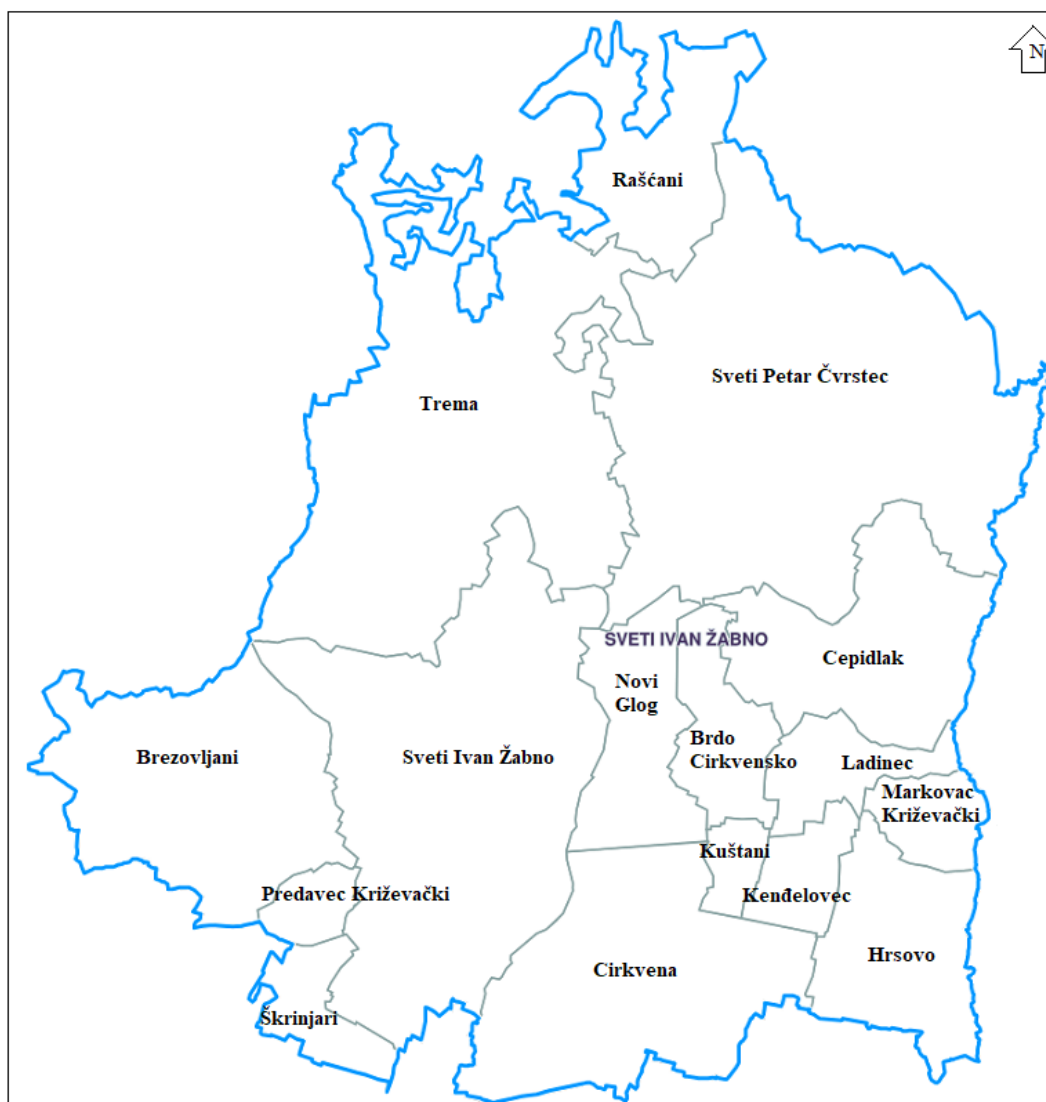 N
Rašćani
Sveti Petar Čvrstec
Trema
SVETI IVAN ŽABNO
Cepidlak
Novi
Glog
Brdo
Cirkvensko
Brezovljani
Sveti Ivan Žabno
Ladinec
Markovac
Križevački
Kuštani
Predavec Križevački
Kenđelovec
Hrsovo
Cirkvena
Škrinjari